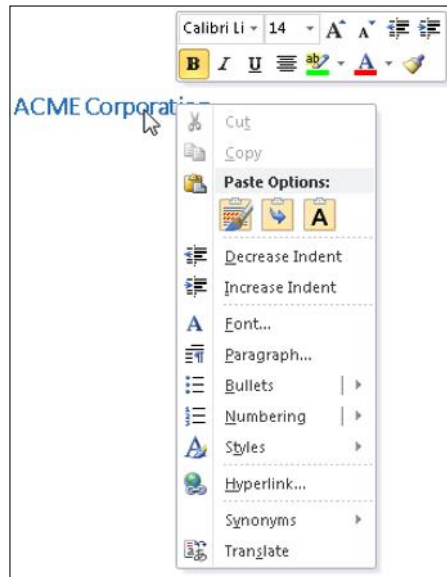 Calibri Li 14 A A
B I U ab A
ACME Corporation
Cut
Copy
Paste Options:
A
Decrease Indent
Increase Indent
A Font...
Paragraph...
Bullets
Numbering
Styles
Hyperlink...
Synonyms
Translate